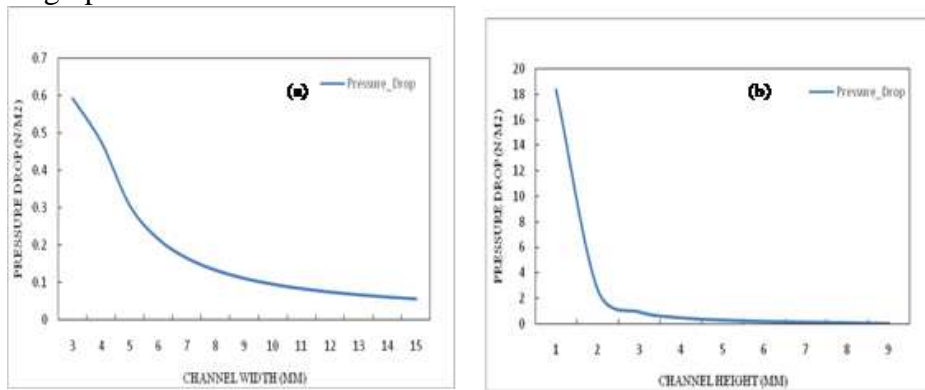 (a)
Pressure_Drop
PRESSURE DROP (N/M2)
0.7
0.6
0.5
0.4
0.3
0.2
0.1
0
3 4 5 6 7 8 9 10 11 12 13 14 15
CHANNEL WIDTH (MM)
(b)
Pressure_Drop
PRESSURE DROP (N/M2)
20
18
16
14
12
10
8
6
4
2
0
1 2 3 4 5 6 7 8 9
CHANNEL HEIGHT (MM)